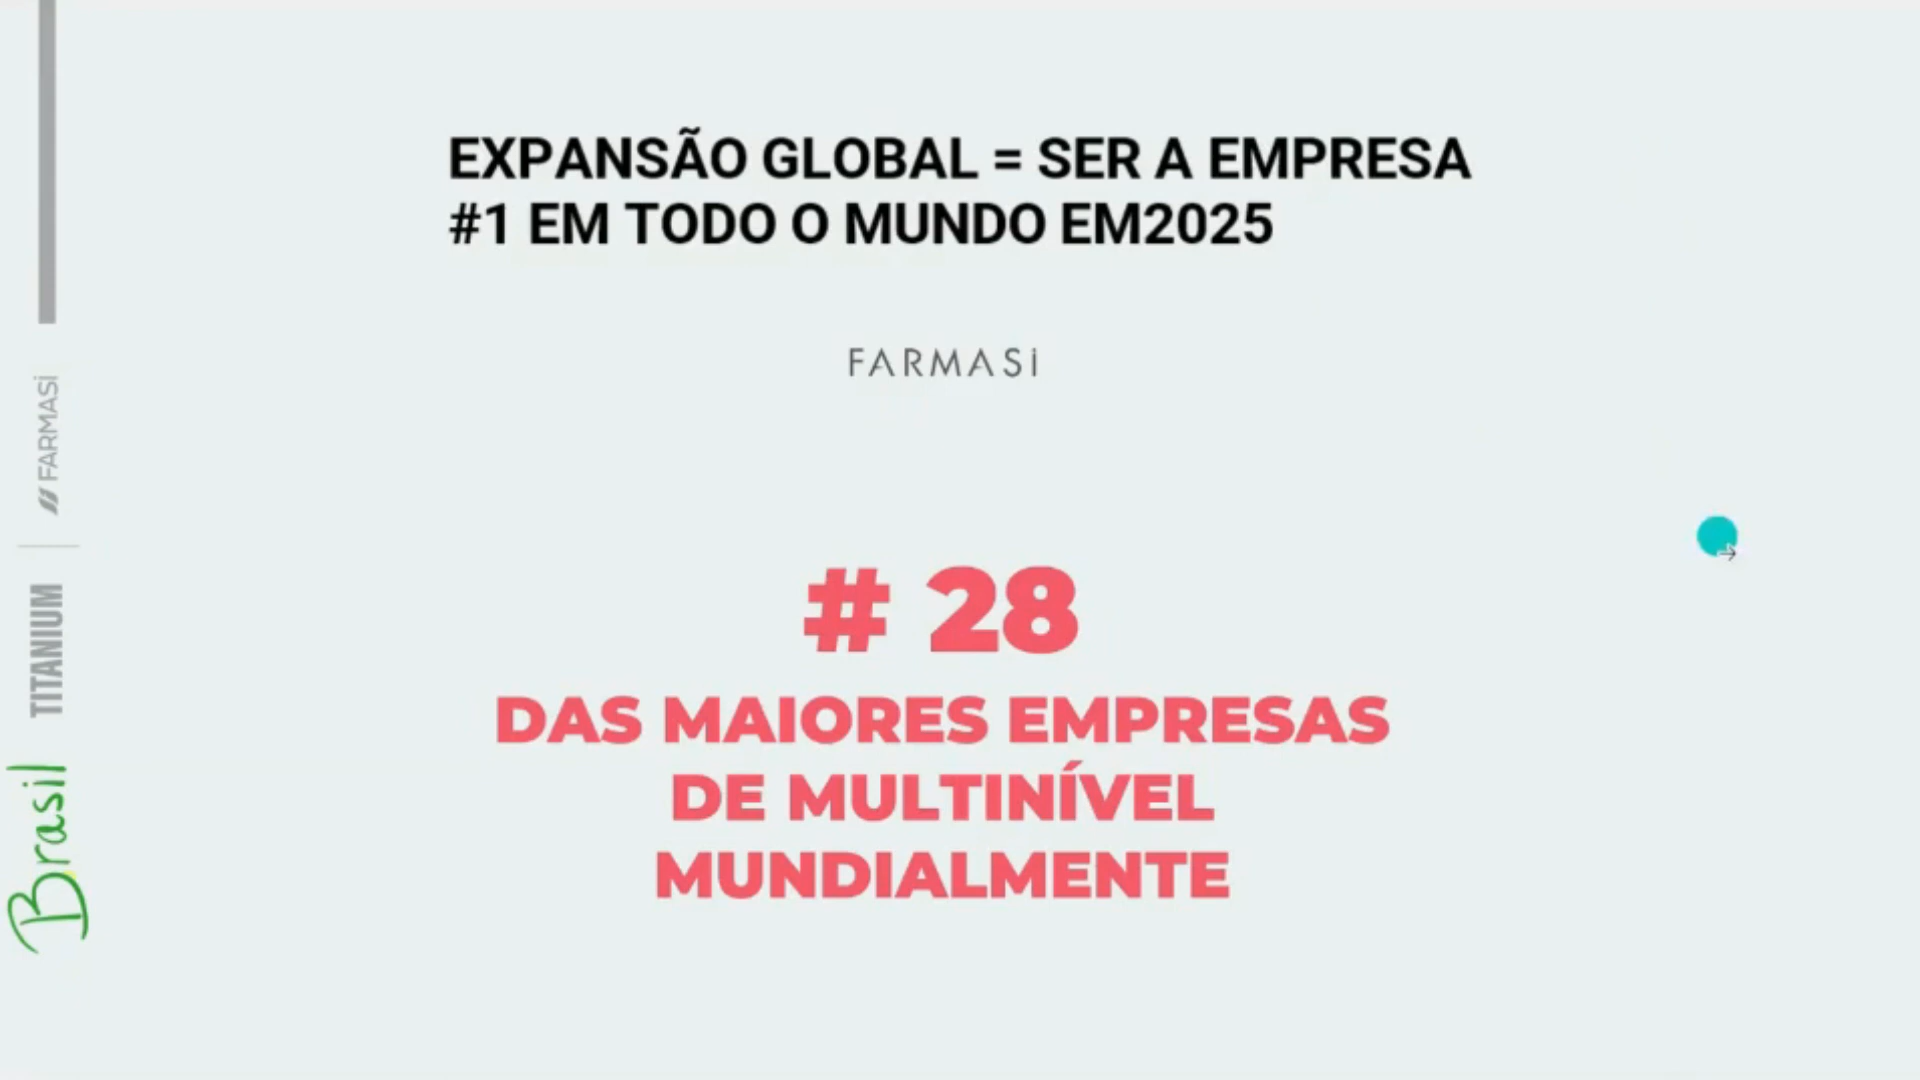 EXPANSÃO GLOBAL = SER A EMPRESA
#1 EM TODO O MUNDO EM2025
FARMASi
# 28
DAS MAIORES EMPRESAS
DE MULTINÍVEL
MUNDIALMENTE
FARMASi
TITANIUM
Brasil